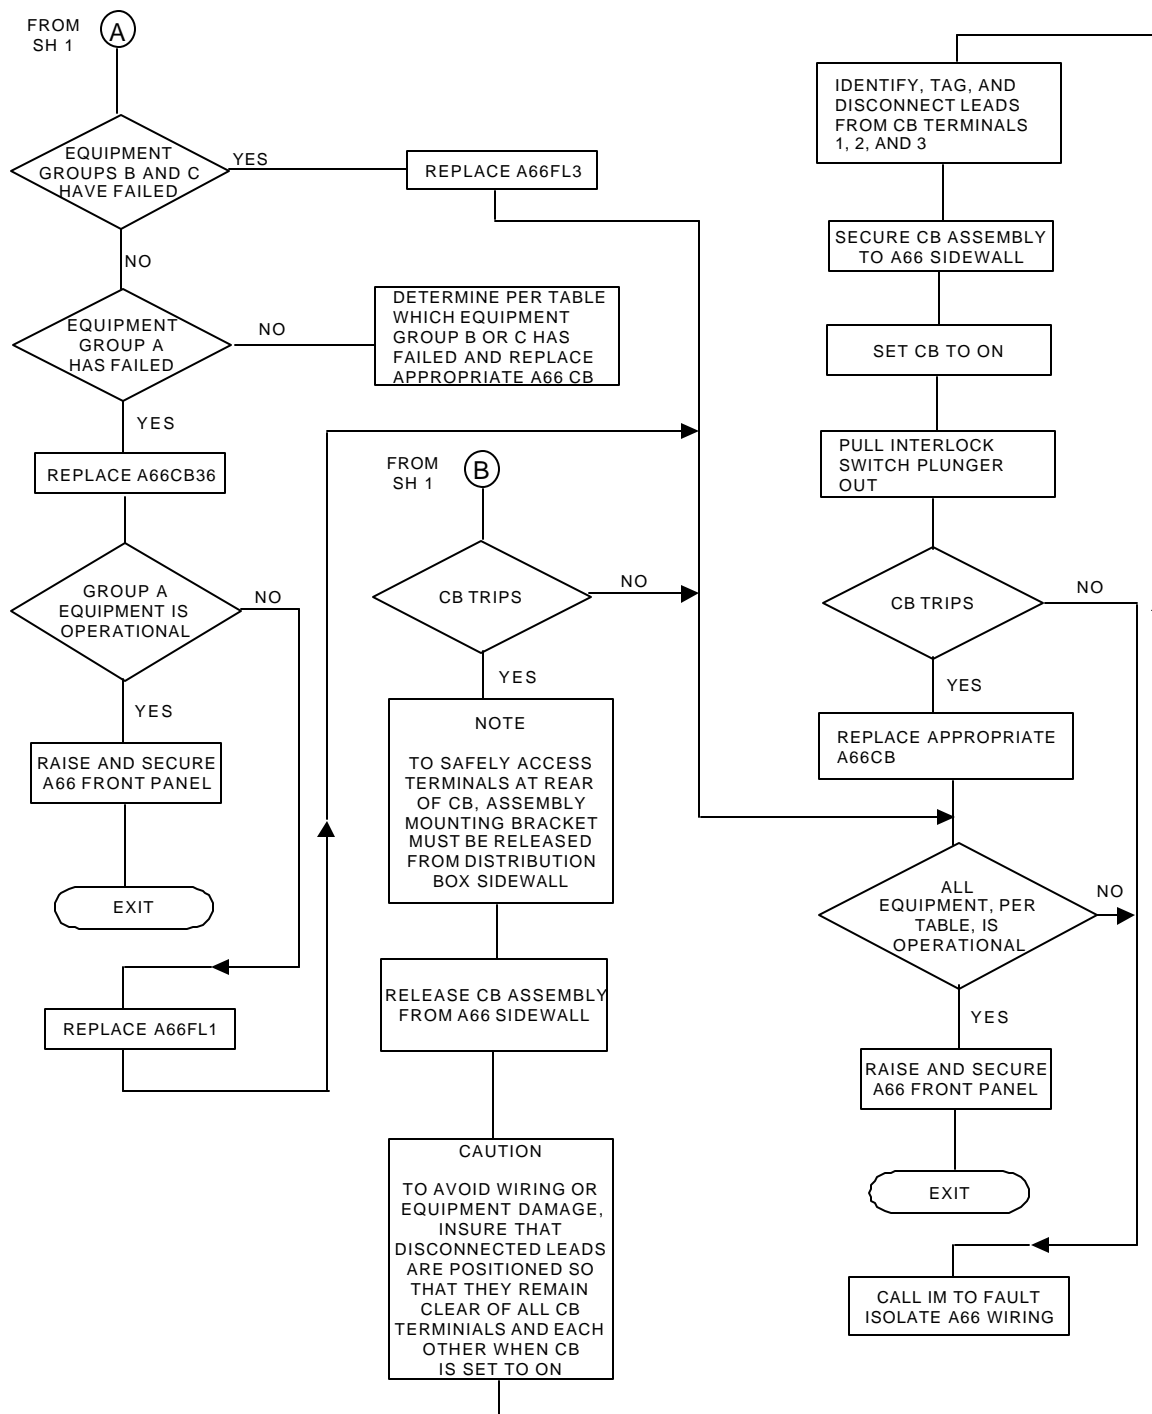 FROM
SH 1
A
EQUIPMENT
GROUPS B AND C
HAVE FAILED
YES
REPLACE A66FL3
NO
EQUIPMENT
GROUP A
HAS FAILED
NO
DETERMINE PER TABLE
WHICH EQUIPMENT
GROUP B OR C HAS
FAILED AND REPLACE
APPROPRIATE A66 CB
YES
REPLACE A66CB36
GROUP A
EQUIPMENT IS
OPERATIONAL
NO
YES
RAISE AND SECURE
A66 FRONT PANEL
EXIT
REPLACE A66FL1
FROM
SH 1
B
CB TRIPS
NO
YES
NOTE
TO SAFELY ACCESS
TERMINALS AT REAR
OF CB, ASSEMBLY
MOUNTING BRACKET
MUST BE RELEASED
FROM DISTRIBUTION
BOX SIDEWALL
RELEASE CB ASSEMBLY
FROM A66 SIDEWALL
CAUTION
TO AVOID WIRING OR
EQUIPMENT DAMAGE,
INSURE THAT
DISCONNECTED LEADS
ARE POSITIONED SO
THAT THEY REMAIN
CLEAR OF ALL CB
TERMINIALS AND EACH
OTHER WHEN CB
IS SET TO ON
IDENTIFY, TAG, AND
DISCONNECT LEADS
FROM CB TERMINALS
1, 2, AND 3
SECURE CB ASSEMBLY
TO A66 SIDEWALL
SET CB TO ON
PULL INTERLOCK
SWITCH PLUNGER
OUT
CB TRIPS
NO
YES
REPLACE APPROPRIATE
A66CB
ALL
EQUIPMENT, PER
TABLE, IS
OPERATIONAL
NO
YES
RAISE AND SECURE
A66 FRONT PANEL
EXIT
CALL IM TO FAULT
ISOLATE A66 WIRING